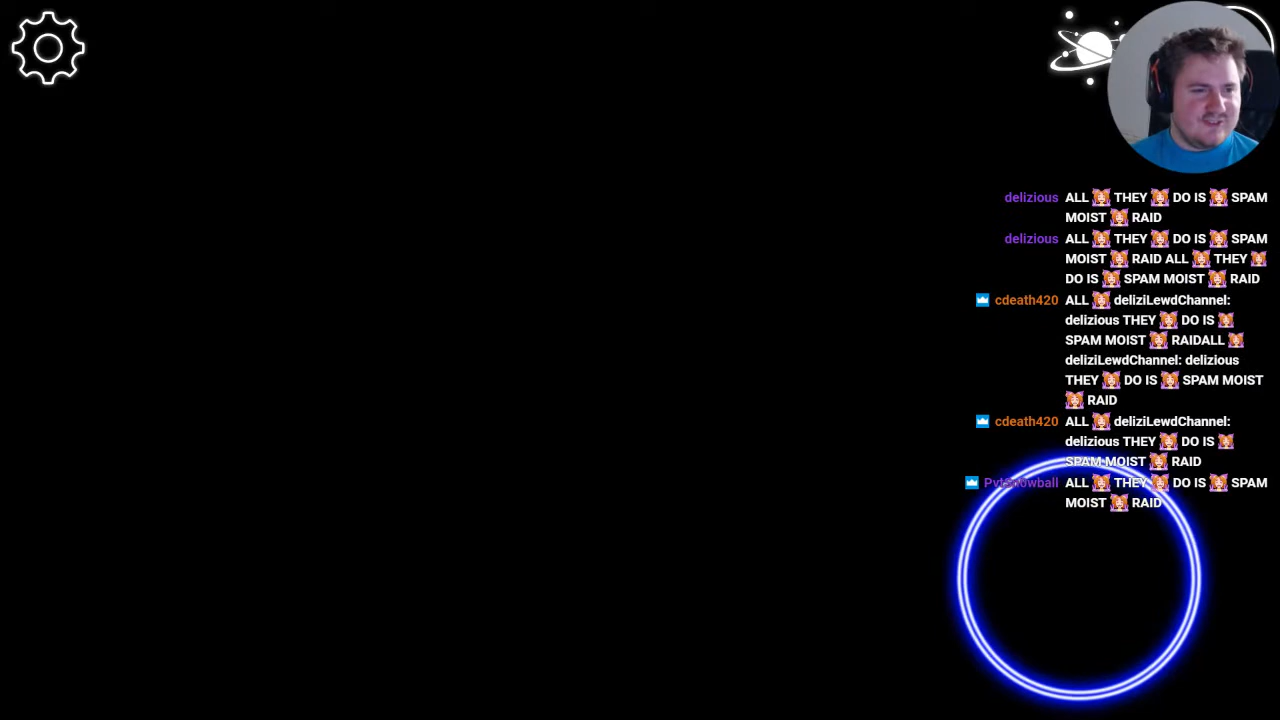 delizious ALL THEY DO IS SPAM
MOIST RAID
delizious ALL THEY DO IS SPAM
MOIST RAID ALL THEY
DO IS SPAM MOIST RAID
cdeath420 ALL deliziLewdChannel:
delizious THEY DO IS
SPAM MOIST RAIDALL
deliziLewdChannel: delizious
THEY DO IS SPAM MOIST
RAID
cdeath420 ALL deliziLewdChannel:
delizious THEY DO IS
SPAM MOIST RAID
PvtSnowball ALL THEY DO IS SPAM
MOIST RAID